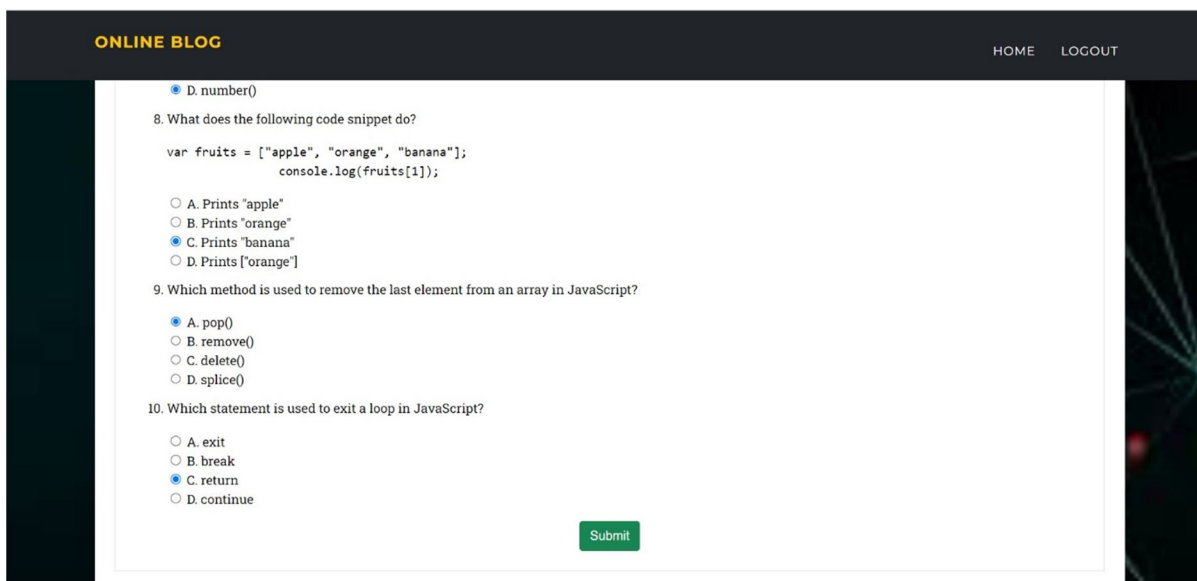 ONLINE BLOG
HOME LOGOUT
D. number()
8. What does the following code snippet do?
var fruits = ["apple", "orange", "banana"];
console.log(fruits[1]);
A. Prints "apple"
B. Prints "orange"
C. Prints "banana"
D. Prints ["orange"]
9. Which method is used to remove the last element from an array in JavaScript?
A. pop()
B. remove()
C. delete()
D. splice()
10. Which statement is used to exit a loop in JavaScript?
A. exit
B. break
C. return
D. continue
Submit